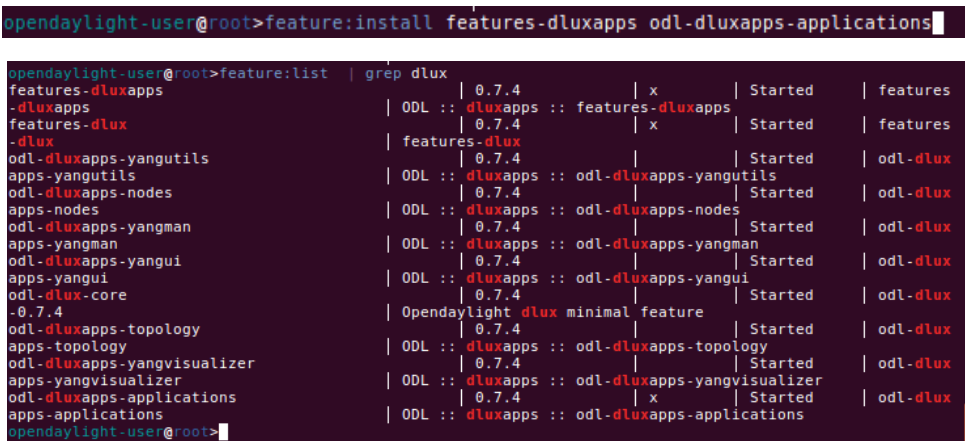 opendaylight-user@root>feature:install features-dluxapps odl-dluxapps-applications
opendaylight-user@root>feature:list | grep dlux
features-dluxapps | 0.7.4 | x | Started | features
-dluxapps | ODL :: dluxapps :: features-dluxapps
features-dlux | 0.7.4 | x | Started | features
-dlux | features-dlux
odl-dluxapps-yangutils | 0.7.4 | | Started | odl-dlux
apps-yangutils | ODL :: dluxapps :: odl-dluxapps-yangutils
odl-dluxapps-nodes | 0.7.4 | | Started | odl-dlux
apps-nodes | ODL :: dluxapps :: odl-dluxapps-nodes
odl-dluxapps-yangman | 0.7.4 | | Started | odl-dlux
apps-yangman | ODL :: dluxapps :: odl-dluxapps-yangman
odl-dluxapps-yangui | 0.7.4 | | Started | odl-dlux
apps-yangui | ODL :: dluxapps :: odl-dluxapps-yangui
odl-dlux-core | 0.7.4 | | Started | odl-dlux
-0.7.4 | Opendaylight dlux minimal feature
odl-dluxapps-topology | 0.7.4 | | Started | odl-dlux
apps-topology | ODL :: dluxapps :: odl-dluxapps-topology
odl-dluxapps-yangvisualizer | 0.7.4 | | Started | odl-dlux
apps-yangvisualizer | ODL :: dluxapps :: odl-dluxapps-yangvisualizer
odl-dluxapps-applications | 0.7.4 | x | Started | odl-dlux
apps-applications | ODL :: dluxapps :: odl-dluxapps-applications
opendaylight-user@root>